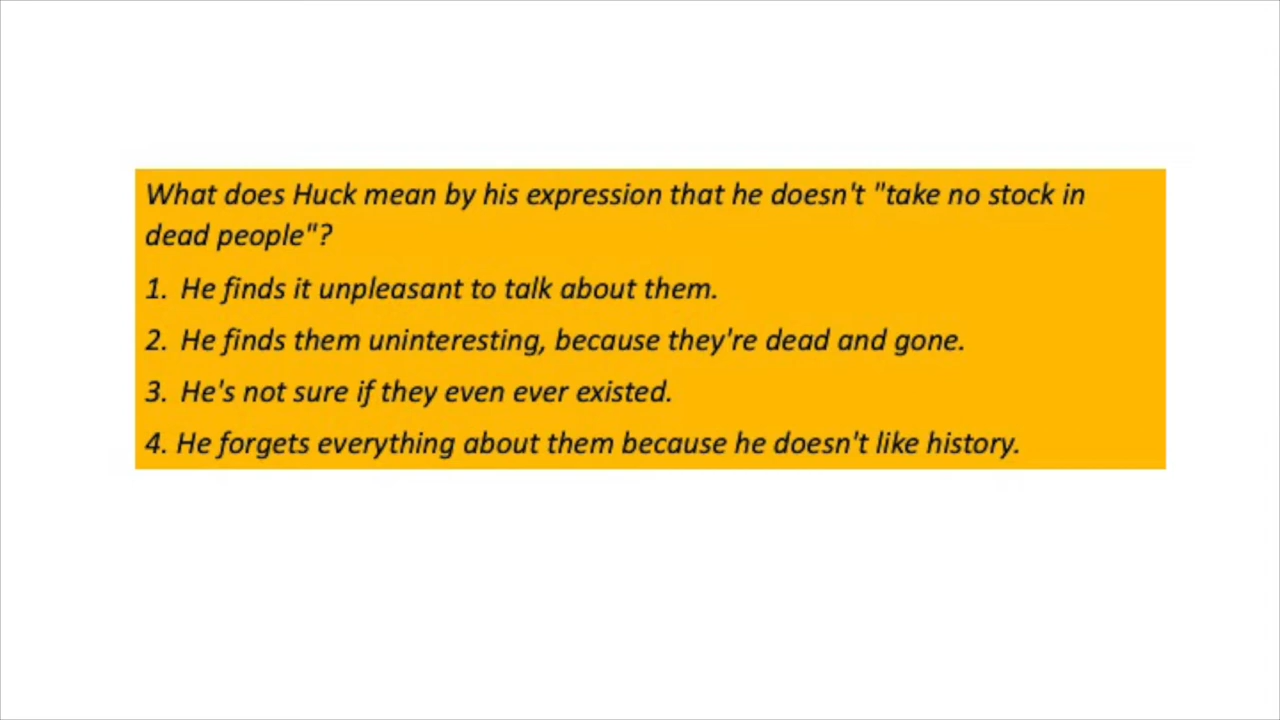 What does Huck mean by his expression that he doesn't "take no stock in
dead people"?
1. He finds it unpleasant to talk about them.
2. He finds them uninteresting, because they're dead and gone.
3. He's not sure if they even ever existed.
4. He forgets everything about them because he doesn't like history.